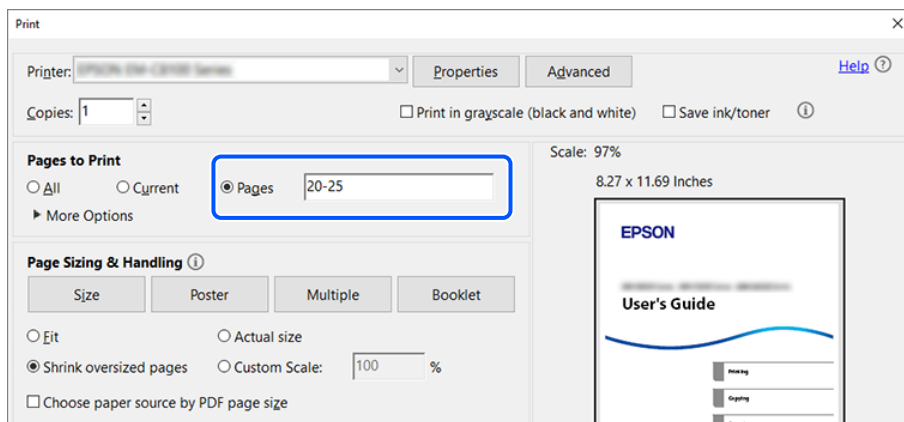 Print
Printer: Properties Advanced Help
Copies: 1 Print in grayscale (black and white) Save ink/toner
Pages to Print
All Current Pages 20-25
More Options
Scale: 97%
8.27 x 11.69 Inches
EPSON
User's Guide
Printing
Copying
Page Sizing & Handling
Size Poster Multiple Booklet
Fit Actual size
Shrink oversized pages Custom Scale: 100 %
Choose paper source by PDF page size